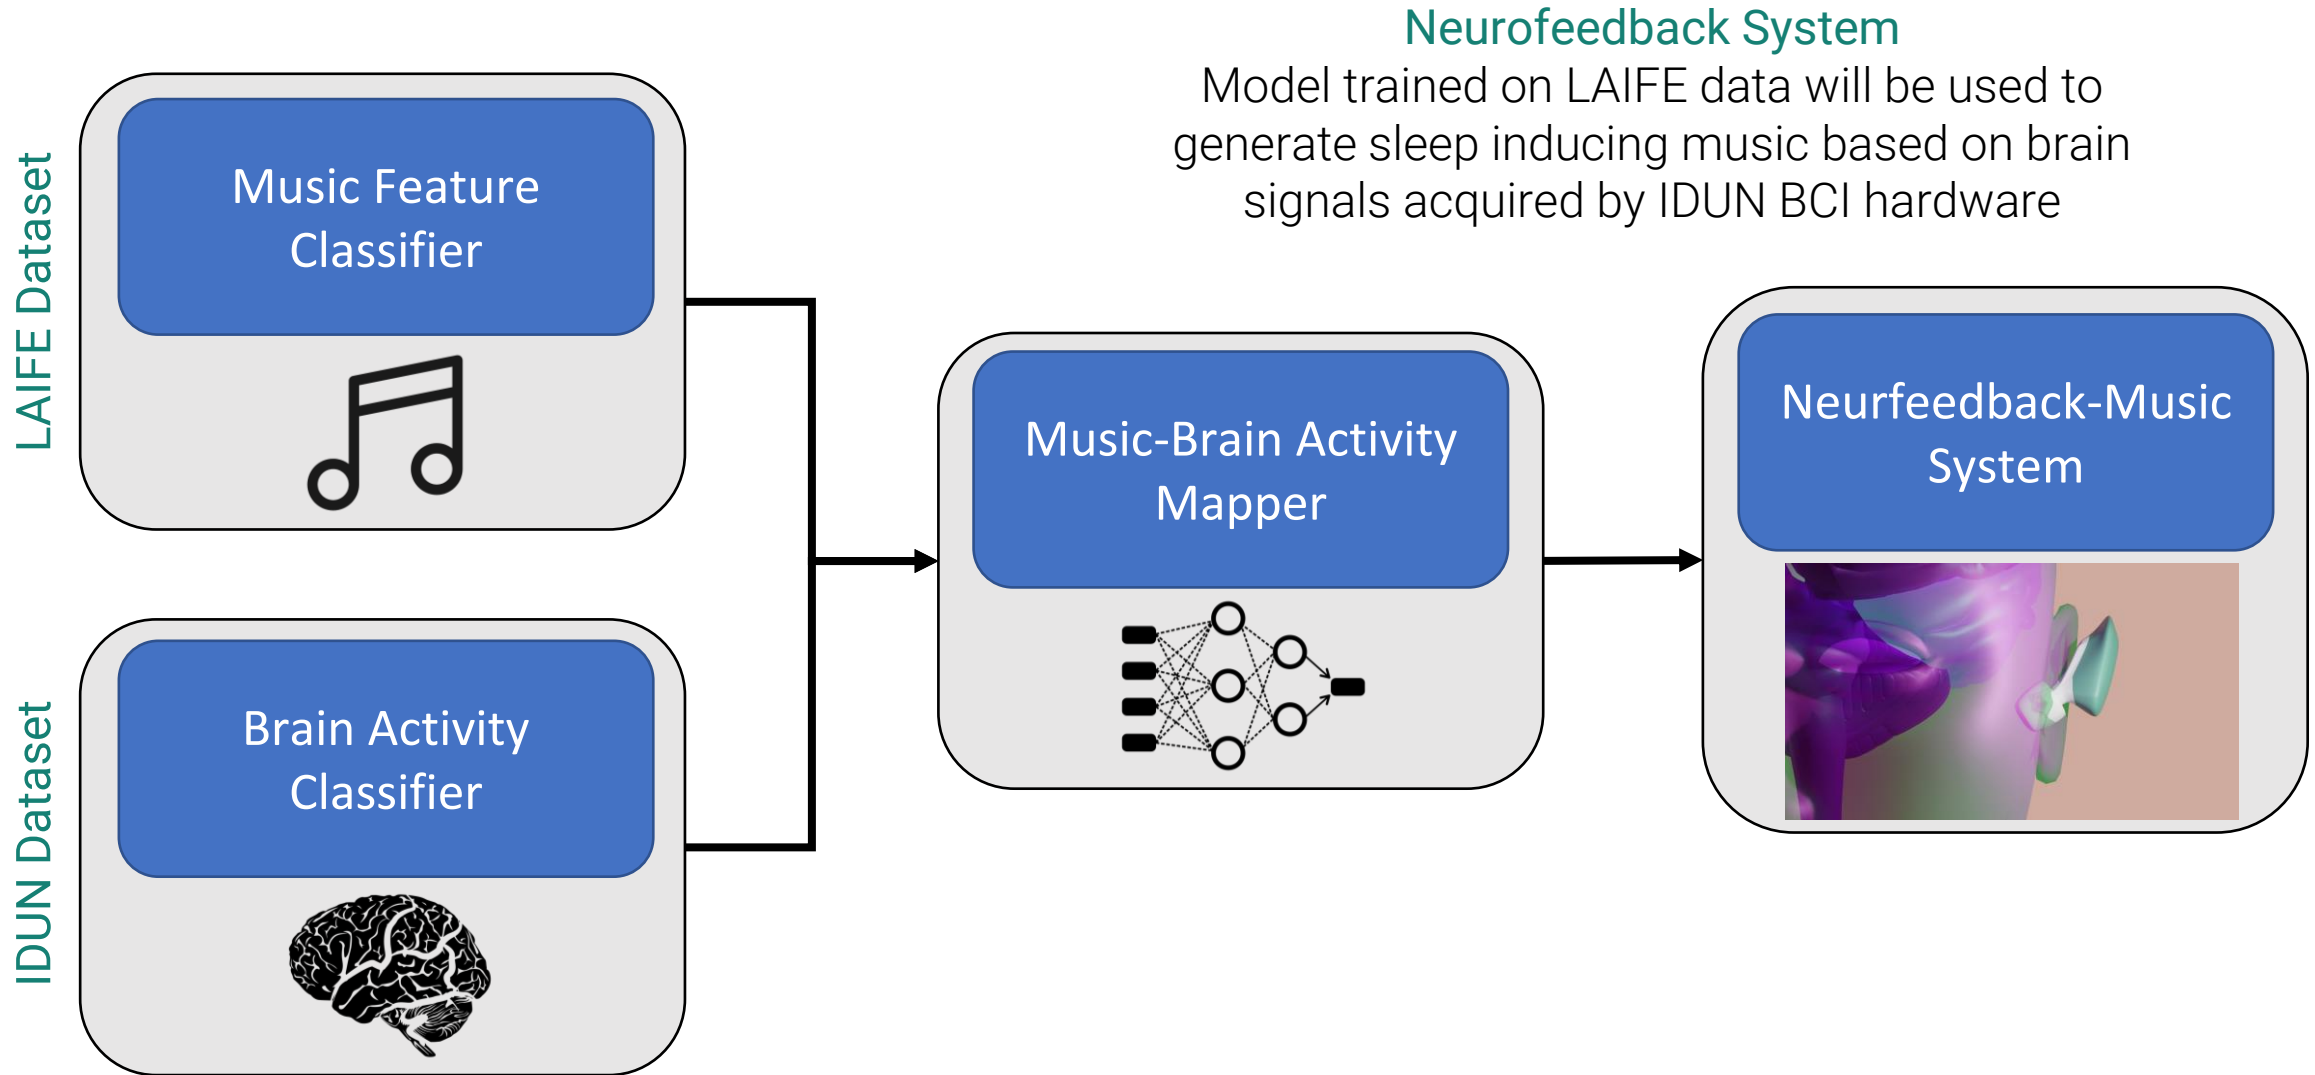 Neurofeedback System
Model trained on LAIFE data will be used to
generate sleep inducing music based on brain
signals acquired by IDUN BCI hardware
LAIFE Dataset
Music Feature
Classifier
IDUN Dataset
Brain Activity
Classifier
Music-Brain Activity
Mapper
Neurfeedback-Music
System